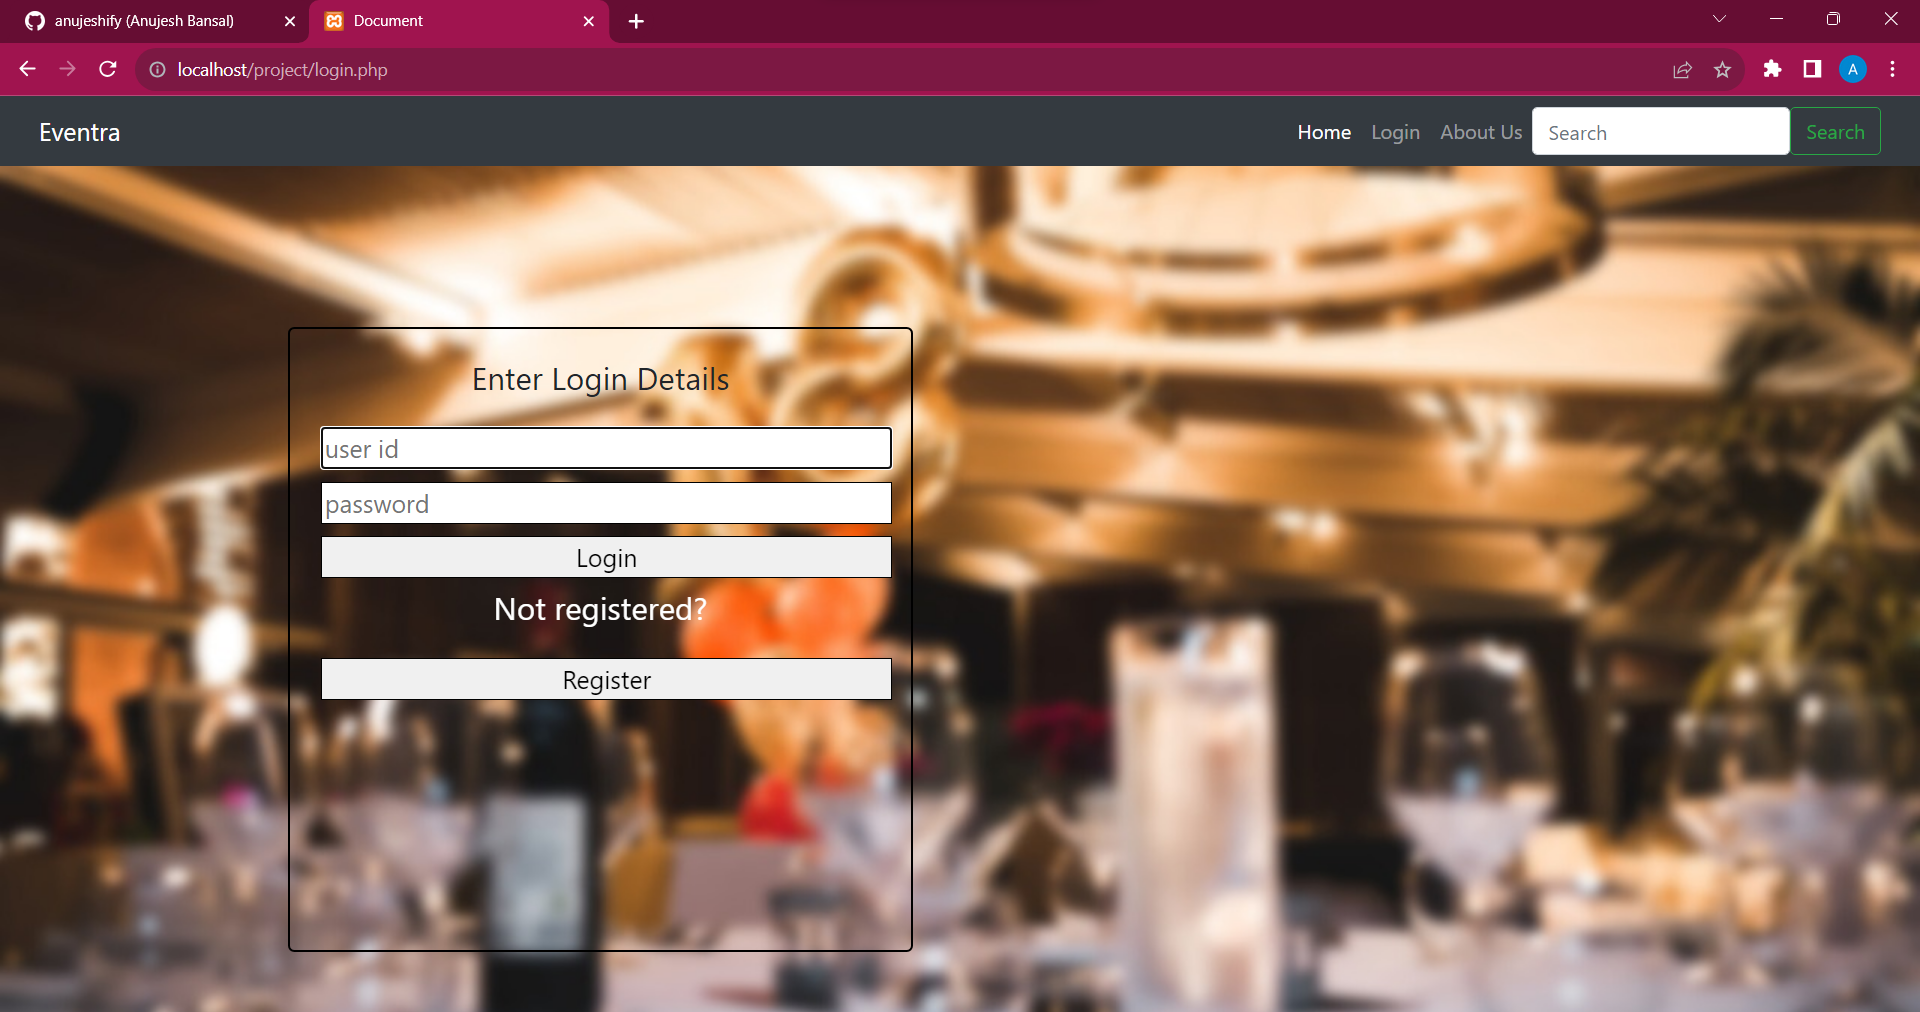 anujeshify (Anujesh Bansal)
Document
localhost/project/login.php
A
Eventra
Home
Login
About Us
Search
Search
Enter Login Details
user id
password
Login
Not registered?
Register